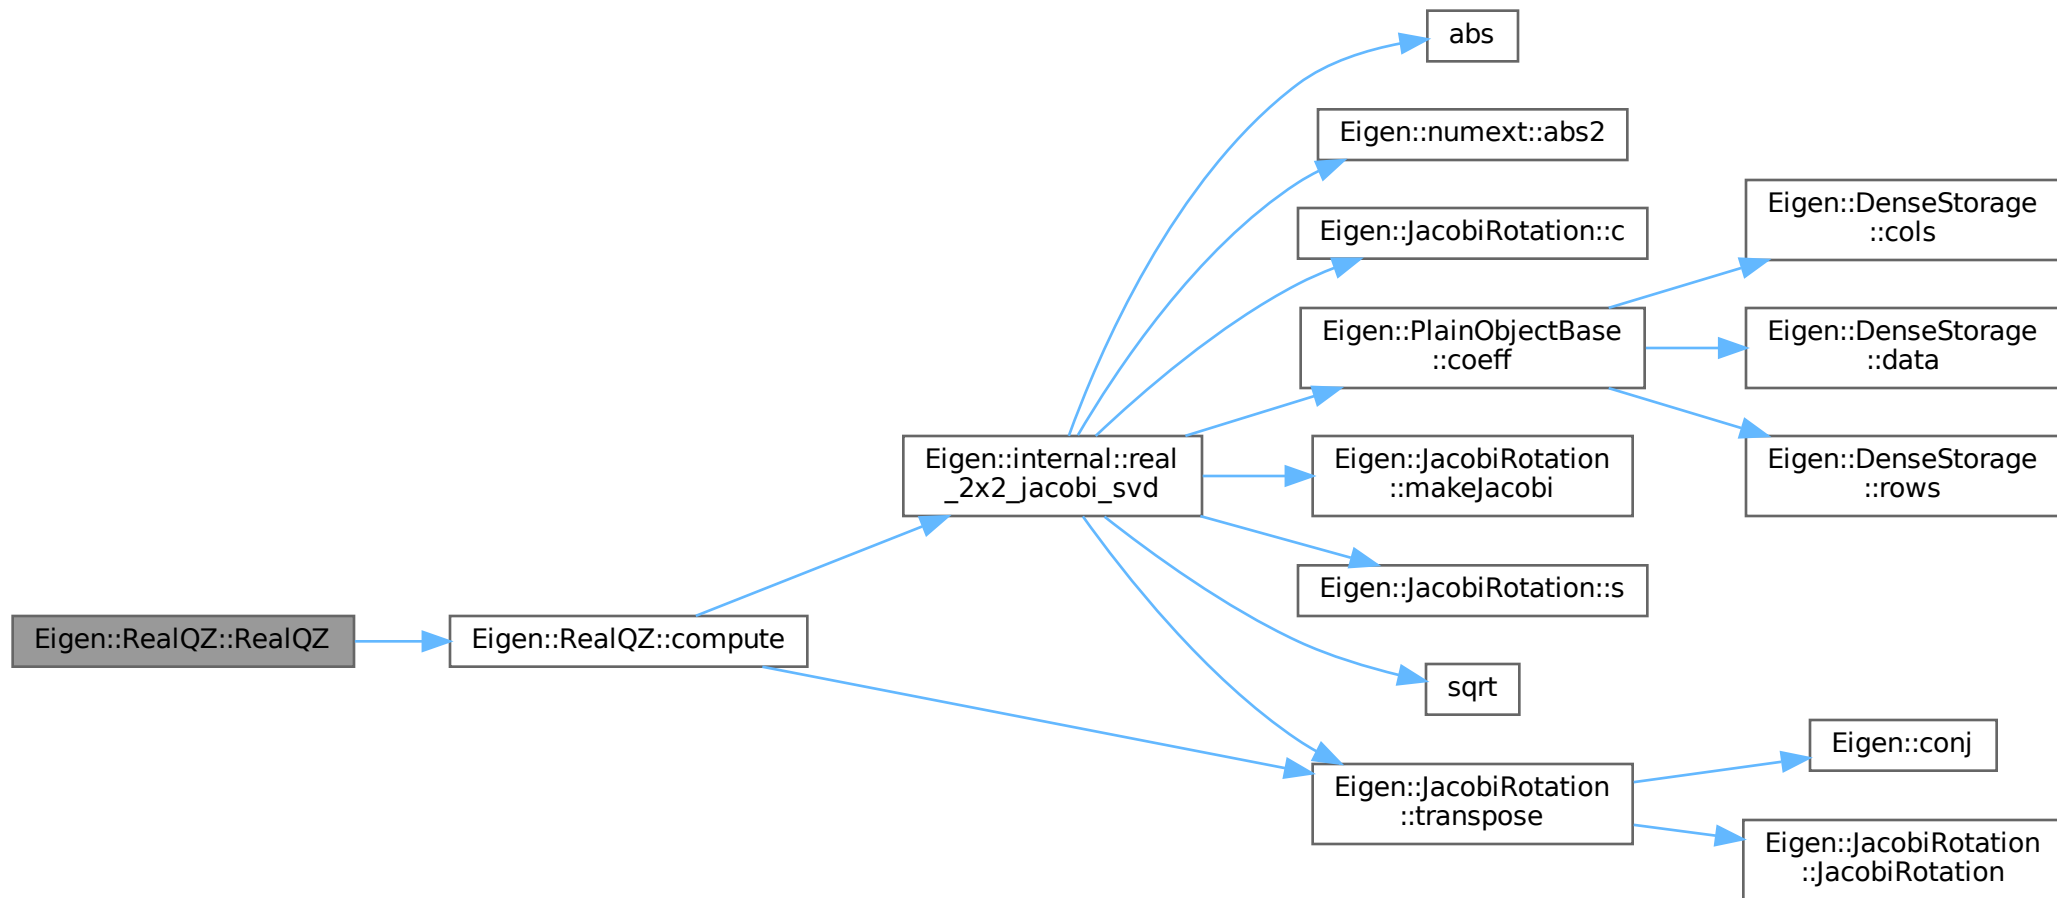 abs
Eigen::numext::abs2
Eigen::DenseStorage
::cols
Eigen::JacobiRotation::c
Eigen::PlainObjectBase
::coeff
Eigen::DenseStorage
::data
Eigen::internal::real
_2x2_jacobi_svd
Eigen::JacobiRotation
::makeJacobi
Eigen::DenseStorage
::rows
Eigen::JacobiRotation::s
Eigen::RealQZ::RealQZ
Eigen::RealQZ::compute
sqrt
Eigen::conj
Eigen::JacobiRotation
::transpose
Eigen::JacobiRotation
::JacobiRotation